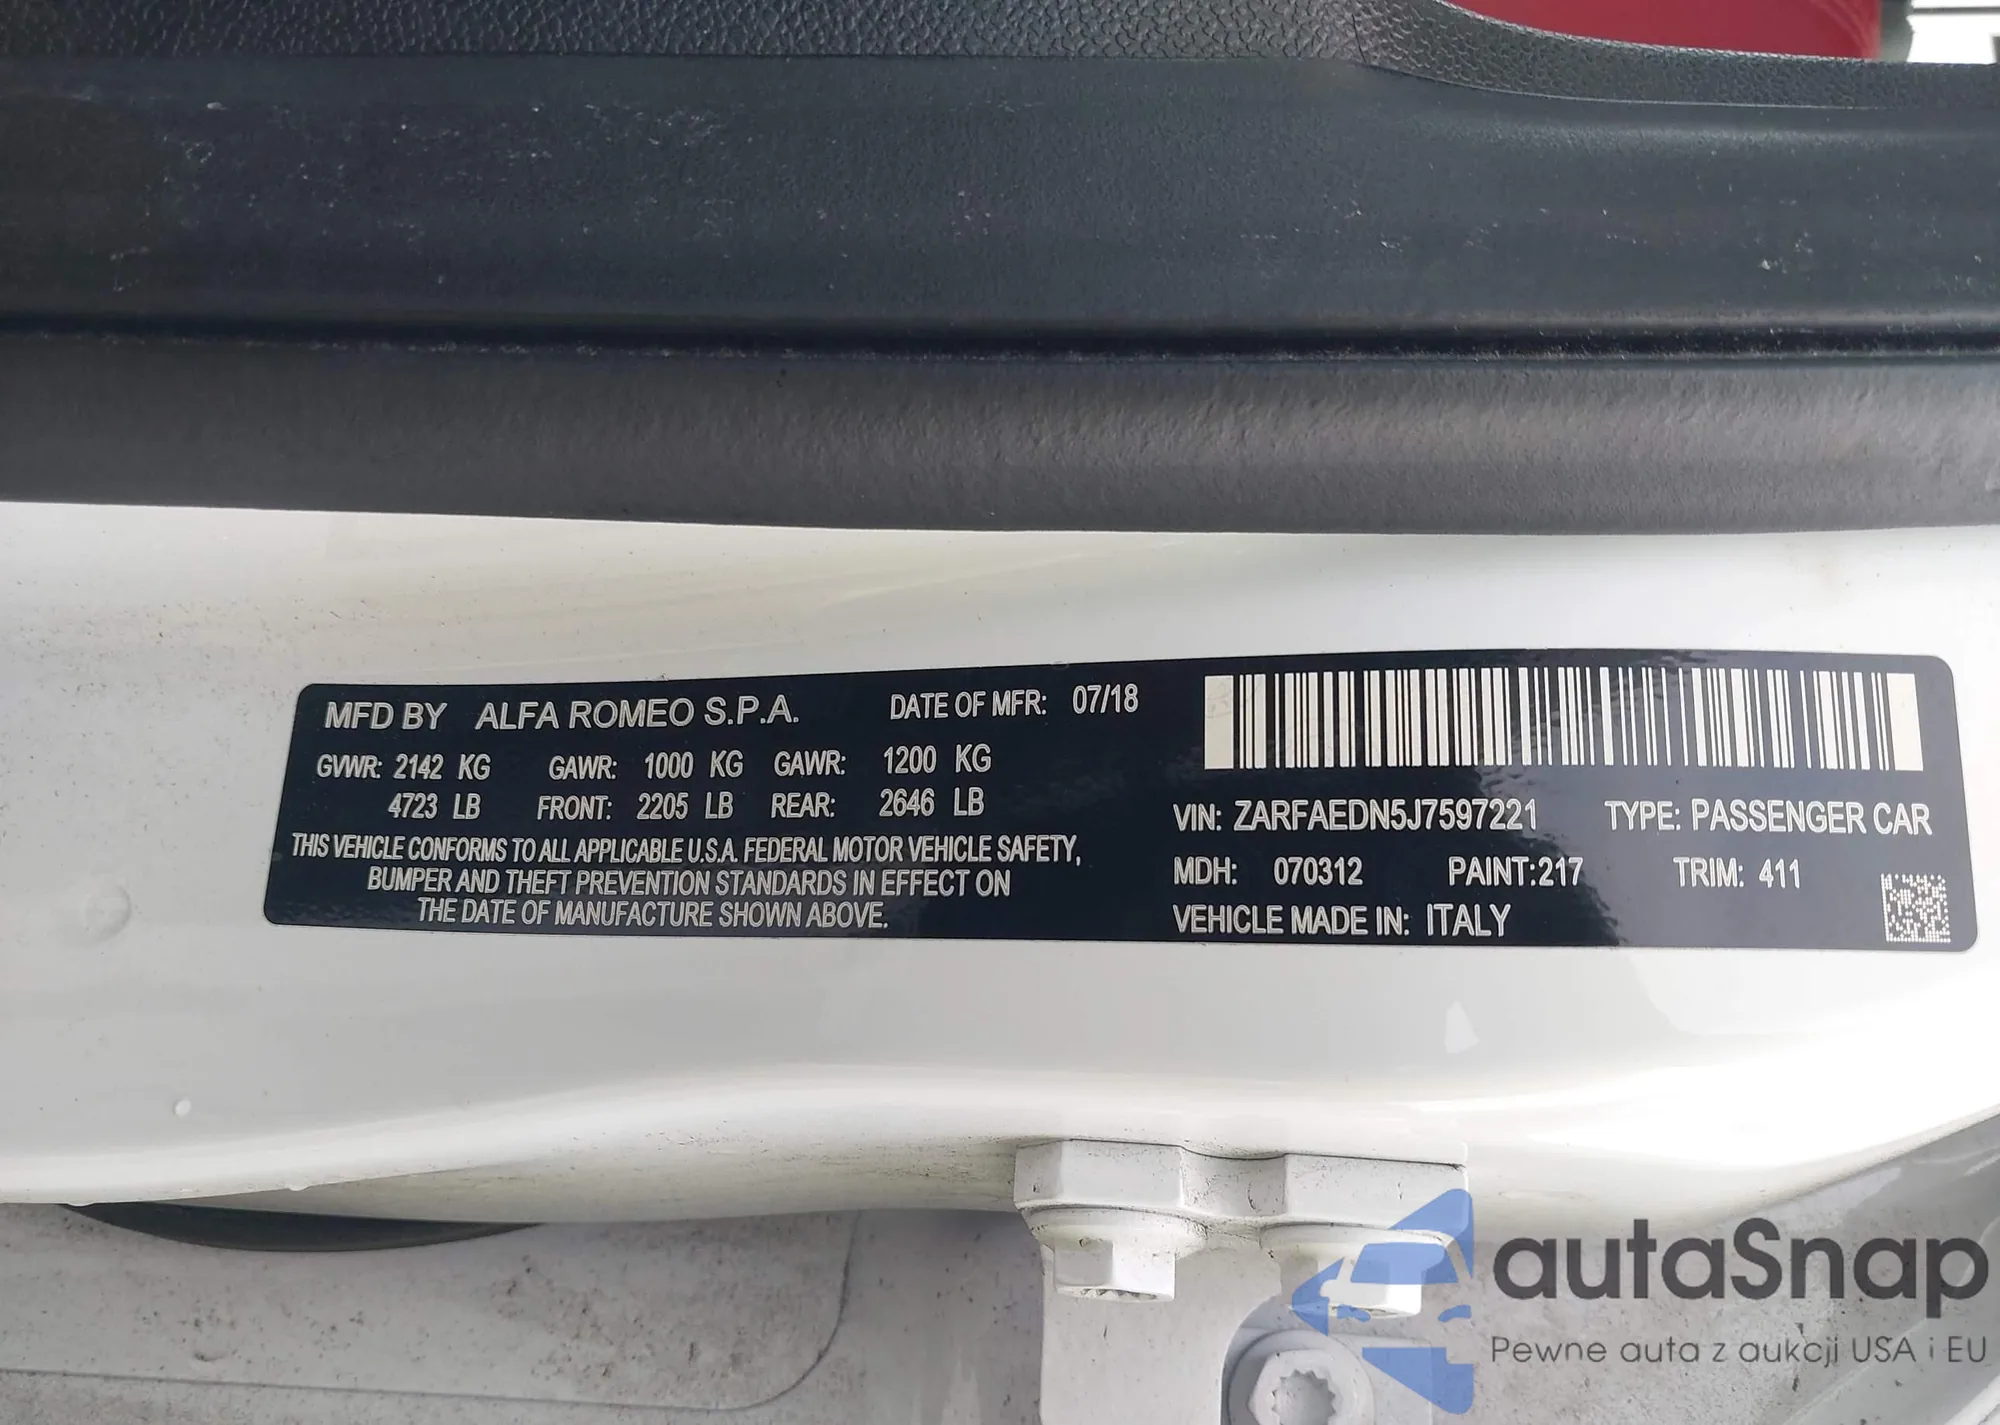 MFD BY ALFA ROMEO S.P.A. DATE OF MFR: 07/18
GVWR: 2142 KG GAWR: 1000 KG GAWR: 1200 KG
4723 LB FRONT: 2205 LB REAR: 2646 LB
THIS VEHICLE CONFORMS TO ALL APPLICABLE U.S.A. FEDERAL MOTOR VEHICLE SAFETY,
BUMPER AND THEFT PREVENTION STANDARDS IN EFFECT ON
THE DATE OF MANUFACTURE SHOWN ABOVE.
VIN: ZARFAEDN5J7597221 TYPE: PASSENGER CAR
MDH: 070312 PAINT:217 TRIM: 411
VEHICLE MADE IN: ITALY
autaSnap
Pewne auta z aukcji USA i EU